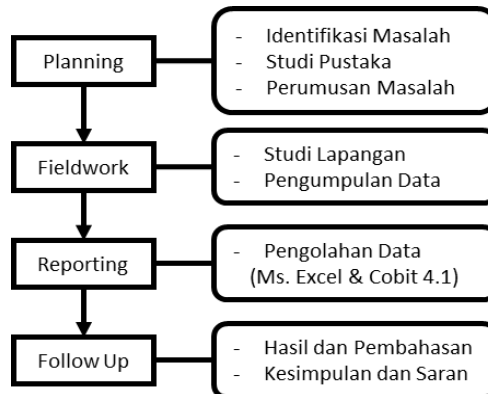 Planning
- Identifikasi Masalah
- Studi Pustaka
- Perumusan Masalah
Fieldwork
- Studi Lapangan
- Pengumpulan Data
Reporting
- Pengolahan Data
(Ms. Excel & Cobit 4.1)
Follow Up
- Hasil dan Pembahasan
- Kesimpulan dan Saran